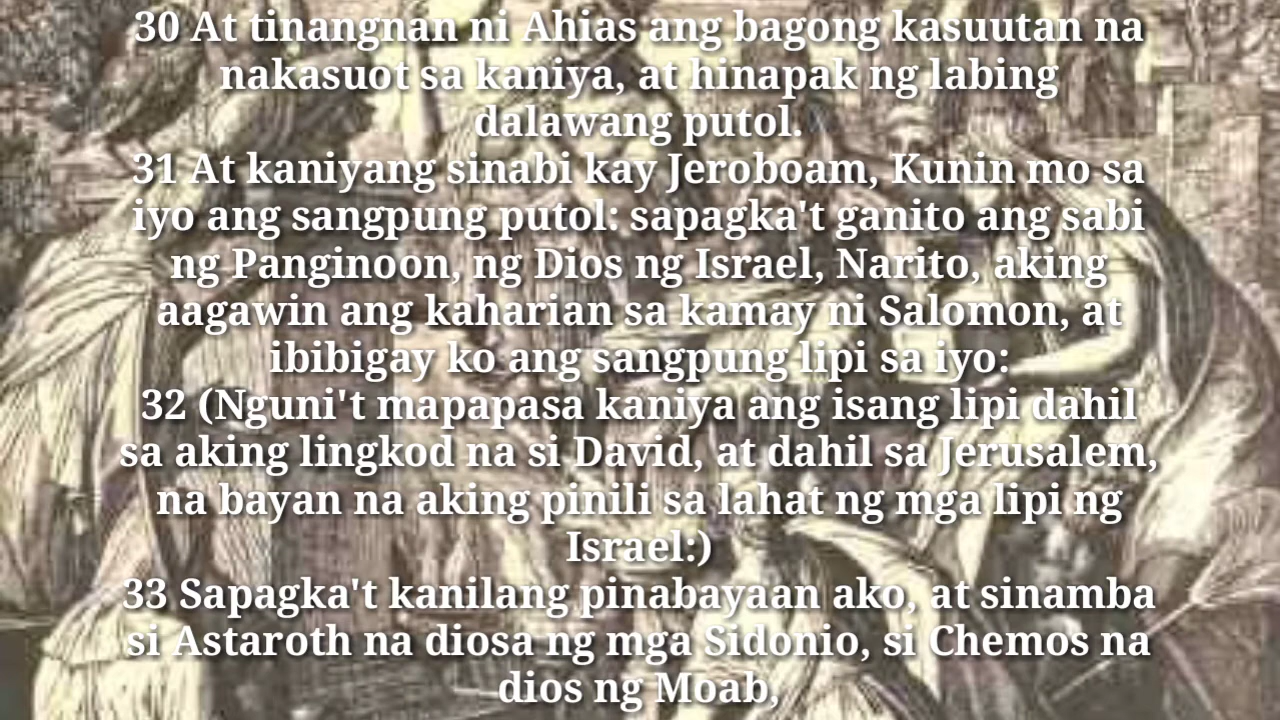 30 At tinangnan ni Ahias ang bagong kasuutan na
nakasuot sa kaniya, at hinapak ng labing
dalawang putol.
31 At kaniyang sinabi kay Jeroboam, Kunin mo sa
iyo ang sangpung putol: sapagka't ganito ang sabi
ng Panginoon, ng Dios ng Israel, Narito, aking
aagawin ang kaharian sa kamay ni Salomon, at
ibibigay ko ang sangpung lipi sa iyo:
32 (Nguni't mapapasa kaniya ang isang lipi dahil
sa aking lingkod na si David, at dahil sa Jerusalem,
na bayan na aking pinili sa lahat ng mga lipi ng
Israel:)
33 Sapagka't kanilang pinabayaan ako, at sinamba
si Astaroth na diosa ng mga Sidonio, si Chemos na
dios ng Moab,